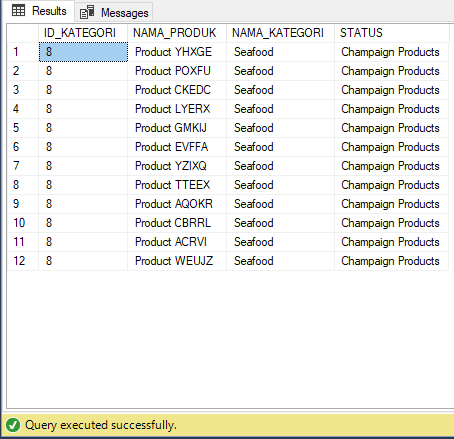 Results Messages
ID_KATEGORI NAMA_PRODUK NAMA_KATEGORI STATUS
1 8 Product YHXGE Seafood Champaign Products
2 8 Product POXFU Seafood Champaign Products
3 8 Product CKEDC Seafood Champaign Products
4 8 Product LYERX Seafood Champaign Products
5 8 Product GMKIJ Seafood Champaign Products
6 8 Product EVFFA Seafood Champaign Products
7 8 Product YZIXQ Seafood Champaign Products
8 8 Product TTEEX Seafood Champaign Products
9 8 Product AQOKR Seafood Champaign Products
10 8 Product CBRRL Seafood Champaign Products
11 8 Product ACRVI Seafood Champaign Products
12 8 Product WEUJZ Seafood Champaign Products
Query executed successfully.